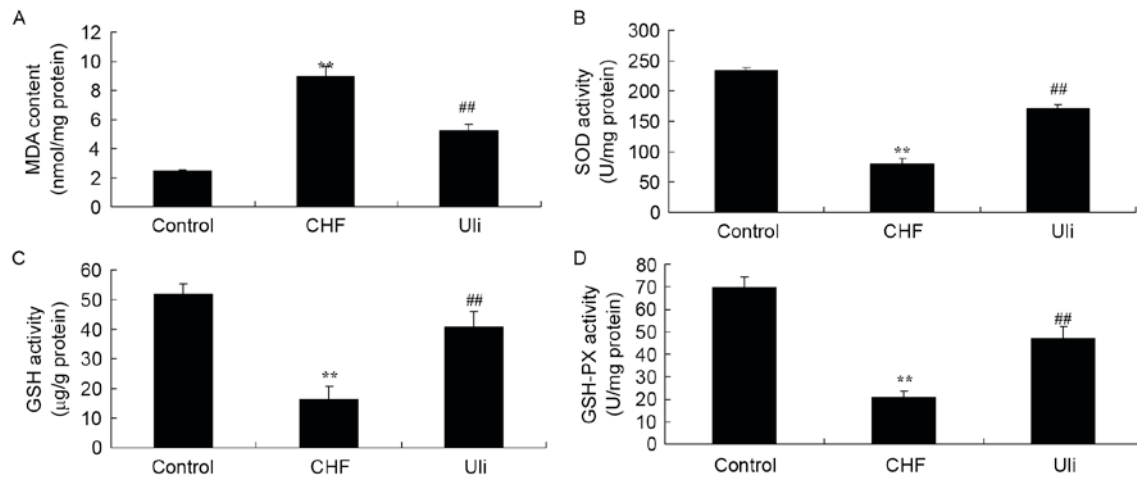 A
MDA content
(nmol/mg protein)
12
10
8
6
4
2
0
**
##
Control
CHF
Uli
B
SOD activity
(U/mg protein)
300
250
200
150
100
50
0
**
##
Control
CHF
Uli
C
GSH activity
(μg/g protein)
60
50
40
30
20
10
0
**
##
Control
CHF
Uli
D
GSH-PX activity
(U/mg protein)
80
70
60
50
40
30
20
10
0
**
##
Control
CHF
Uli